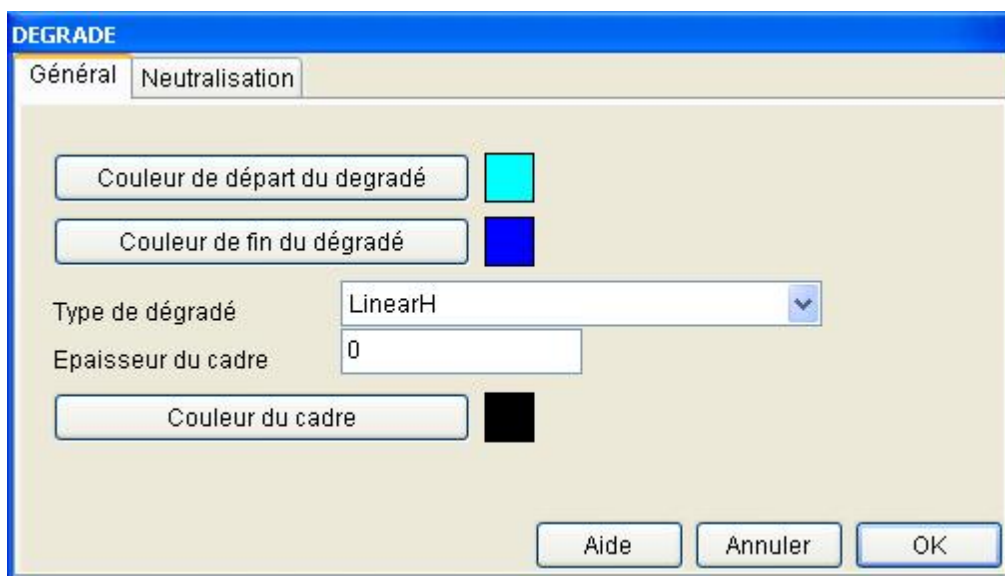 DEGRADE
Général Neutralisation
Couleur de départ du degradé
Couleur de fin du dégradé
Type de dégradé LinearH
Epaisseur du cadre 0
Couleur du cadre
Aide Annuler OK